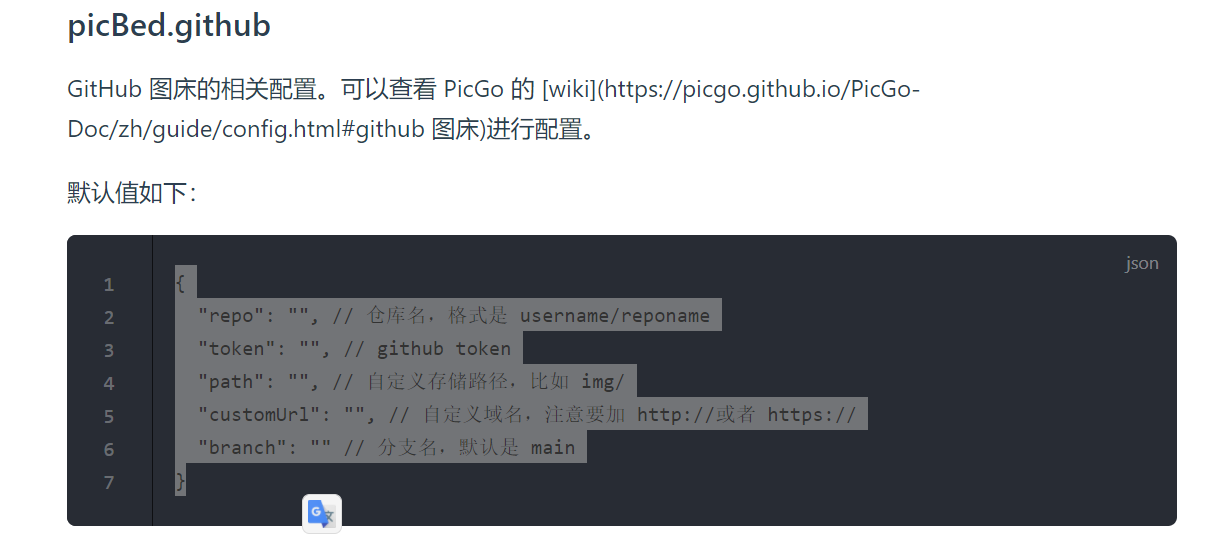 picBed.github
GitHub 图床的相关配置。可以查看 PicGo 的 [wiki](https://picgo.github.io/PicGo-
Doc/zh/guide/config.html#github 图床)进行配置。
默认值如下：
json
1 {
2 "repo": "", // 仓库名，格式是 username/reponame
3 "token": "", // github token
4 "path": "", // 自定义存储路径，比如 img/
5 "customUrl": "", // 自定义域名，注意要加 http://或者 https://
6 "branch": "" // 分支名，默认是 main
7 }
G 文